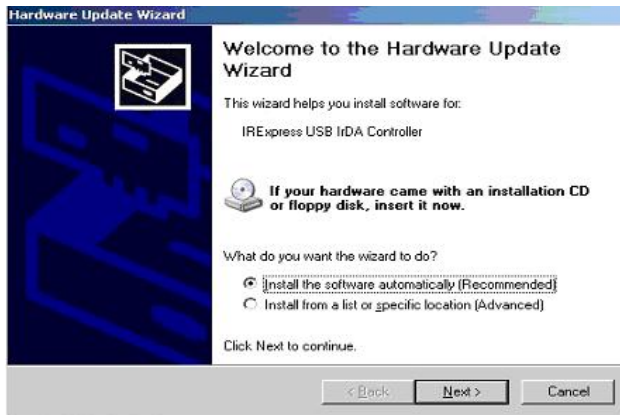 Hardware Update Wizard
Welcome to the Hardware Update
Wizard
This wizard helps you install software for:
IRExpress USB IrDA Controller
If your hardware came with an installation CD
or floppy disk, insert it now.
What do you want the wizard to do?
Install the software automatically (Recommended)
Install from a list or specific location (Advanced)
Click Next to continue.
< Back Next > Cancel